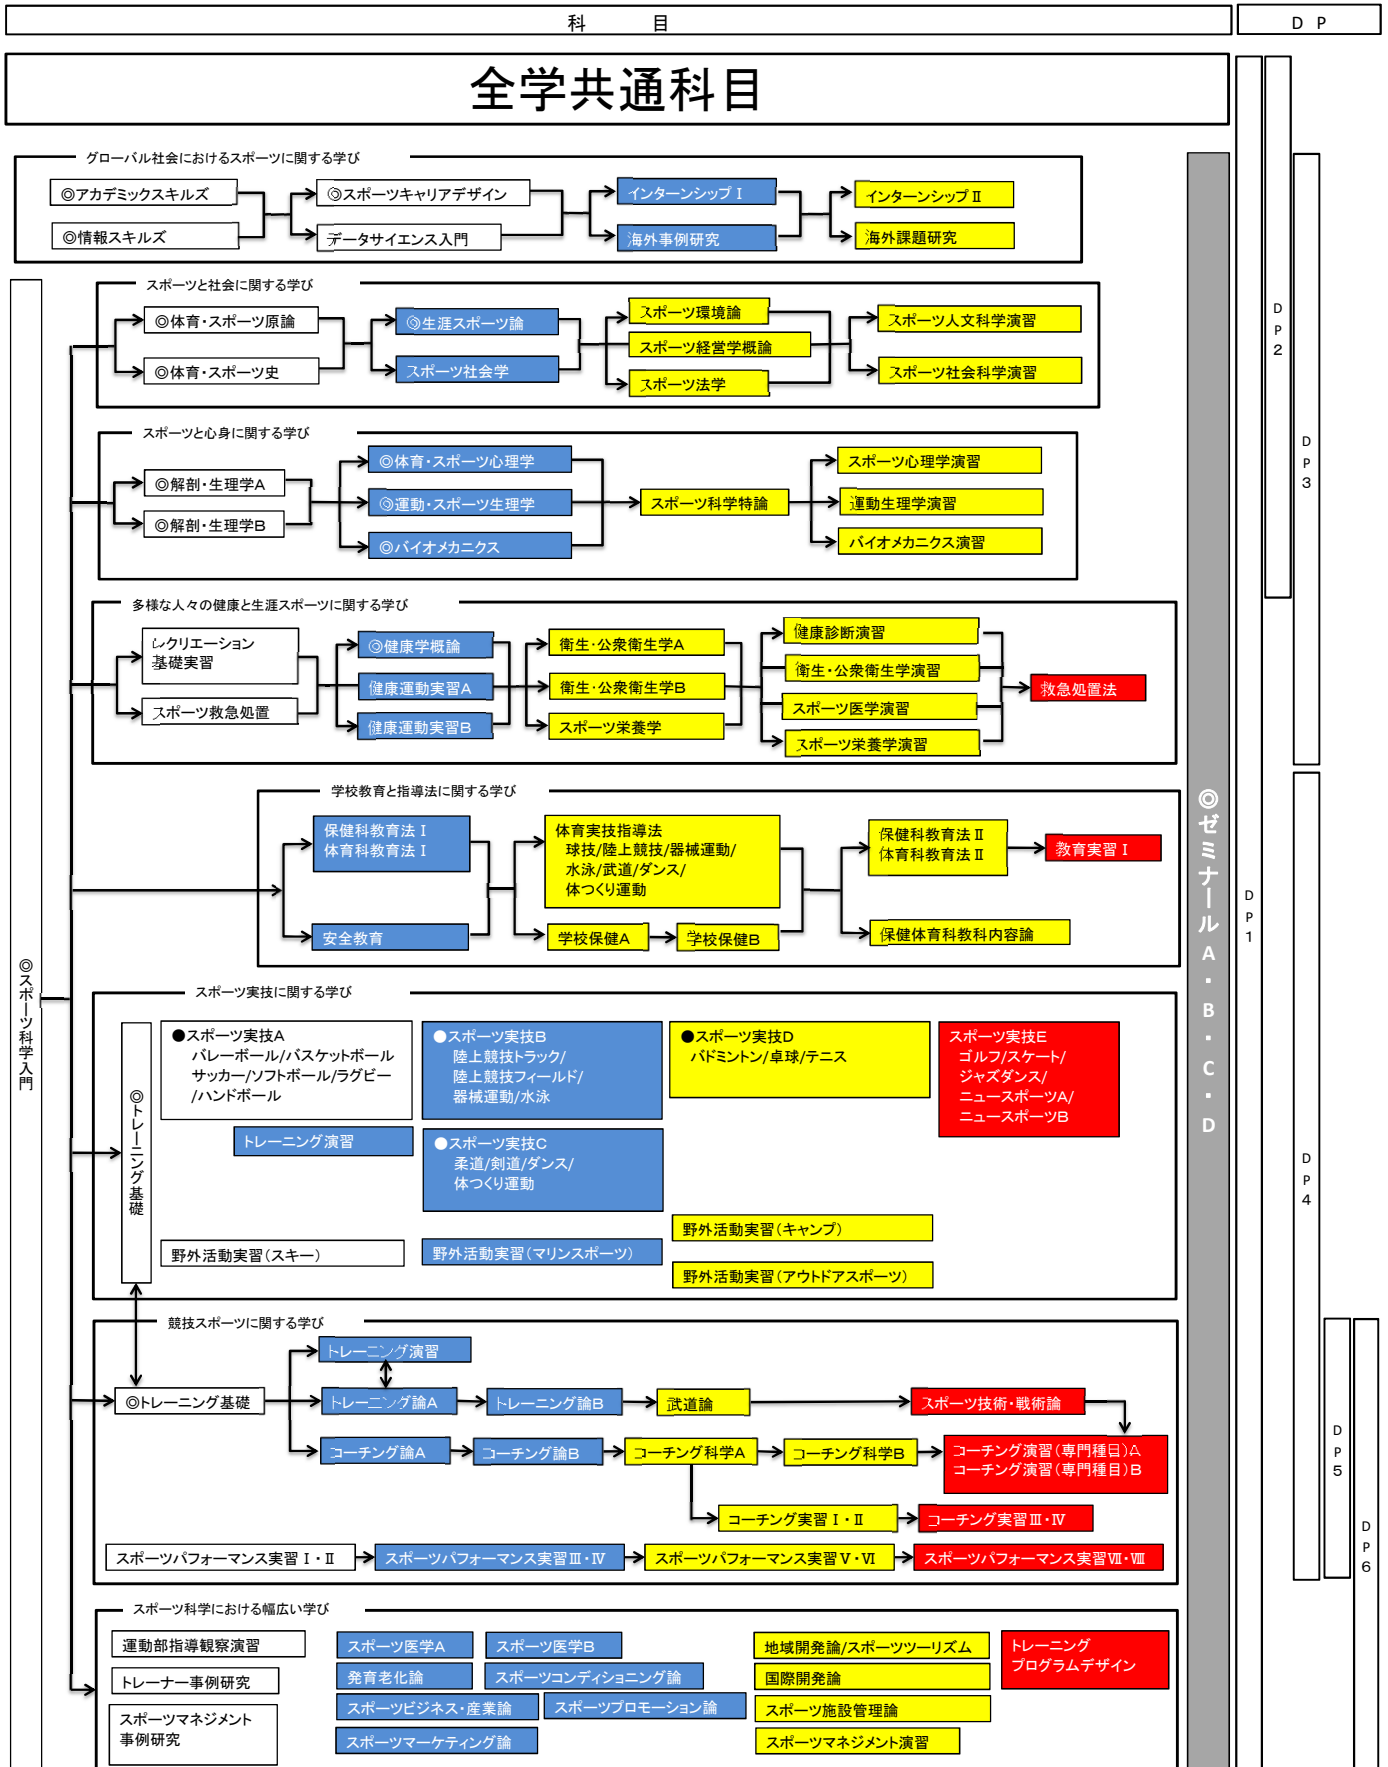 科　目
DP
全学共通科目
グローバル社会におけるスポーツに関する学び
◎アカデミックスキルズ
◎スポーツキャリアデザイン
インターンシップⅠ
インターンシップⅡ
◎情報スキルズ
データサイエンス入門
海外事例研究
海外課題研究
スポーツと社会に関する学び
◎体育・スポーツ原論
◎生涯スポーツ論
スポーツ環境論
スポーツ人文科学演習
スポーツ経営学概論
◎体育・スポーツ史
スポーツ社会学
スポーツ法学
スポーツ社会科学演習
スポーツと心身に関する学び
◎解剖・生理学A
◎解剖・生理学B
◎体育・スポーツ心理学
◎運動・スポーツ生理学
◎バイオメカニクス
スポーツ科学特論
スポーツ心理学演習
運動生理学演習
バイオメカニクス演習
多様な人々の健康と生涯スポーツに関する学び
レクリエーション
基礎実習
スポーツ救急処置
◎健康学概論
健康運動実習A
健康運動実習B
衛生・公衆衛生学A
衛生・公衆衛生学B
スポーツ栄養学
健康診断演習
衛生・公衆衛生学演習
スポーツ医学演習
スポーツ栄養学演習
救急処置法
学校教育と指導法に関する学び
保健科教育法Ⅰ
体育科教育法Ⅰ
安全教育
体育実技指導法
球技/陸上競技/器械運動/
水泳/武道/ダンス/
体つくり運動
学校保健A
学校保健B
保健科教育法Ⅱ
体育科教育法Ⅱ
保健体育科教科内容論
教育実習Ⅰ
◎スポーツ科学入門
スポーツ実技に関する学び
◎トレーニング基礎
●スポーツ実技A
バレーボール/バスケットボール
サッカー/ソフトボール/ラグビー
/ハンドボール
●スポーツ実技B
陸上競技トラック/
陸上競技フィールド/
器械運動/水泳
●スポーツ実技D
バドミントン/卓球/テニス
スポーツ実技E
ゴルフ/スケート/
ジャズダンス/
ニュースポーツA/
ニュースポーツB
トレーニング演習
●スポーツ実技C
柔道/剣道/ダンス/
体つくり運動
野外活動実習(スキー)
野外活動実習(マリンスポーツ)
野外活動実習(キャンプ)
野外活動実習(アウトドアスポーツ)
競技スポーツに関する学び
トレーニング演習
◎トレーニング基礎
トレーニング論A
トレーニング論B
武道論
スポーツ技術・戦術論
コーチング論A
コーチング論B
コーチング科学A
コーチング科学B
コーチング演習(専門種目)A
コーチング演習(専門種目)B
コーチング実習Ⅰ・Ⅱ
コーチング実習Ⅲ・Ⅳ
スポーツパフォーマンス実習Ⅰ・Ⅱ
スポーツパフォーマンス実習Ⅲ・Ⅳ
スポーツパフォーマンス実習Ⅴ・Ⅵ
スポーツパフォーマンス実習Ⅶ・Ⅷ
スポーツ科学における幅広い学び
運動部指導観察演習
トレーナー事例研究
スポーツマネジメント
事例研究
スポーツ医学A
スポーツ医学B
発育老化論
スポーツコンディショニング論
スポーツビジネス・産業論
スポーツプロモーション論
スポーツマーケティング論
地域開発論/スポーツツーリズム
国際開発論
スポーツ施設管理論
スポーツマネジメント演習
トレーニング
プログラムデザイン
◎ゼミナールA・B・C・D
DP1
DP2
DP3
DP4
DP5
DP6